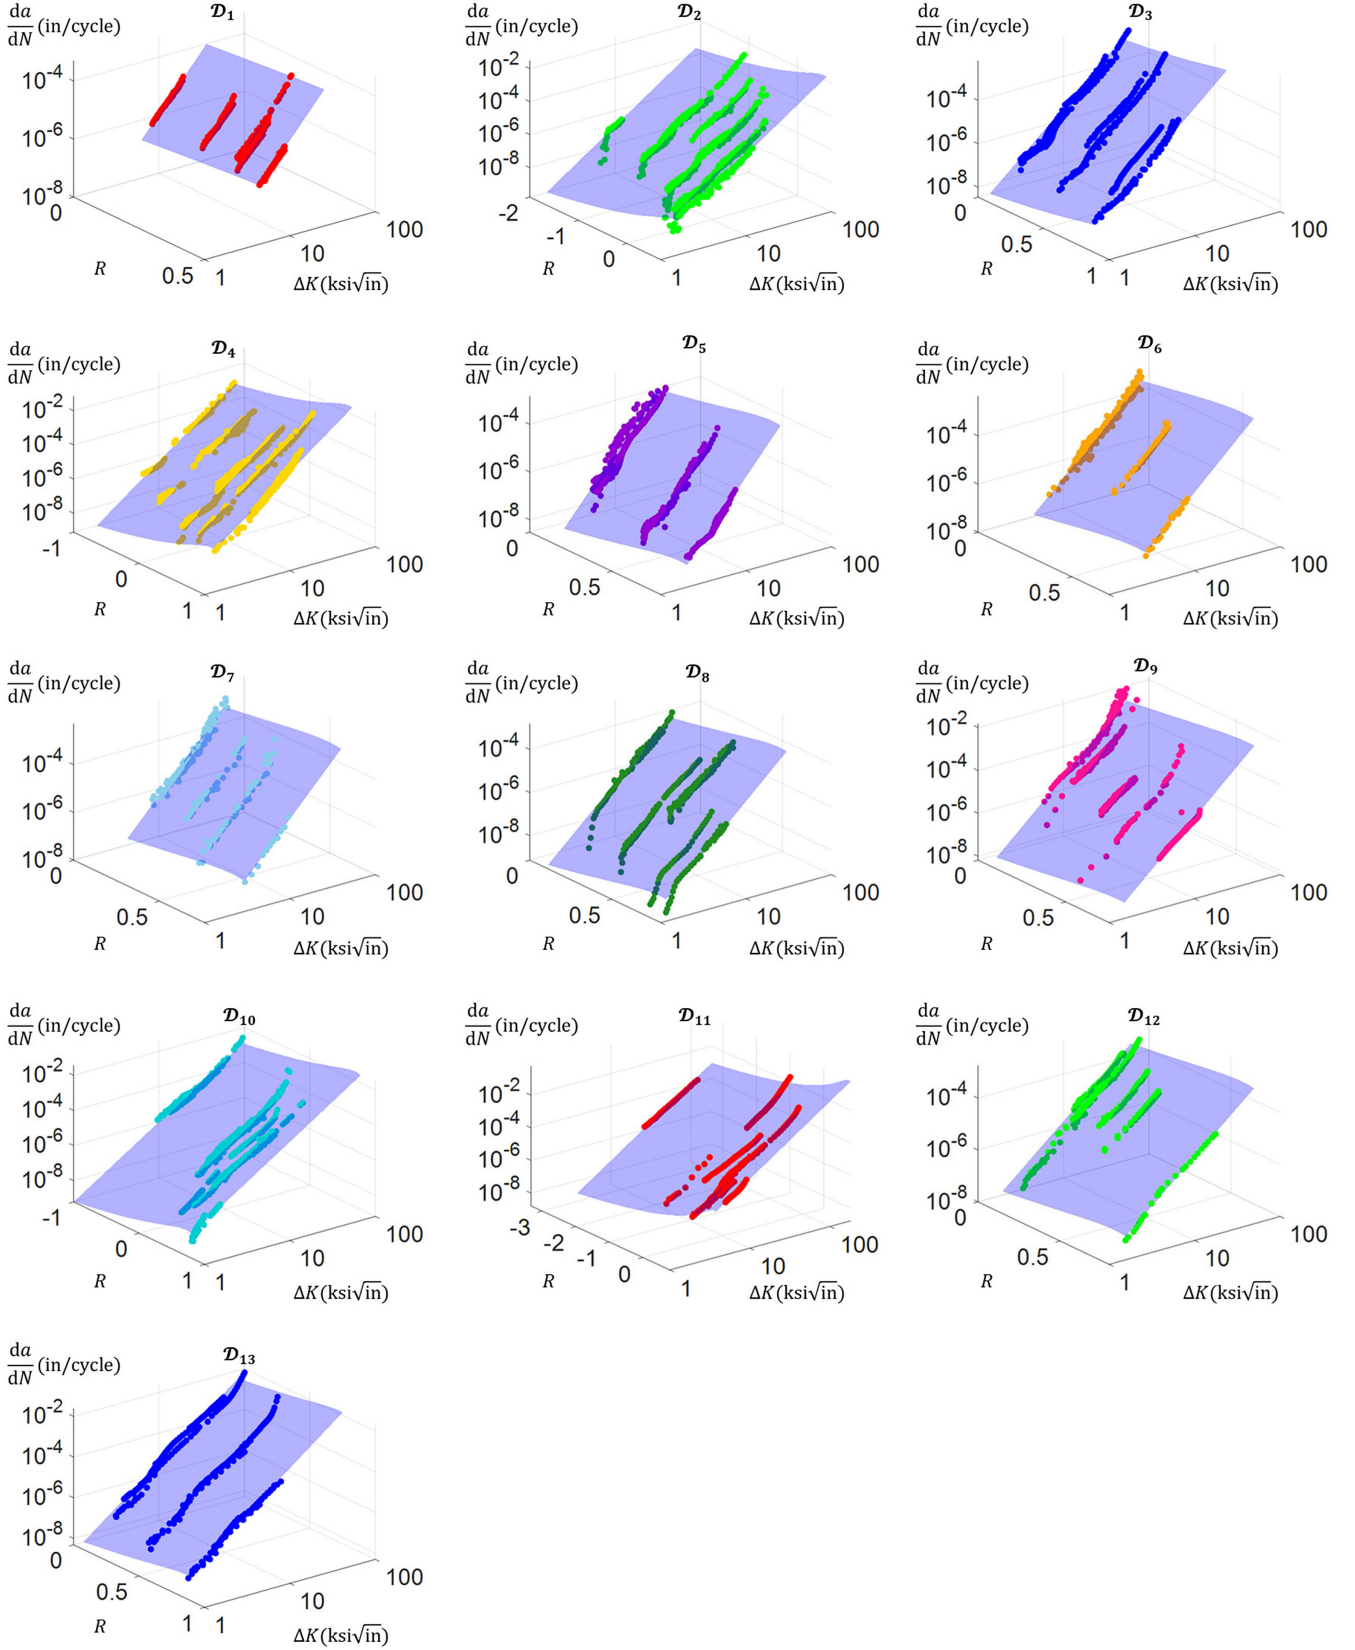 da/dN (in/cycle) 𝓓₁ da/dN (in/cycle) 𝓓₂ da/dN (in/cycle) 𝓓₃
10⁻⁴ 10⁻⁶ 10⁻⁸ 0 0.5 R 1 10 100 ΔK(ksi√in)
10⁻² 10⁻⁴ 10⁻⁶ 10⁻⁸ -2 -1 0 R 1 10 100 ΔK(ksi√in)
10⁻⁴ 10⁻⁶ 10⁻⁸ 0 0.5 1 R 1 10 100 ΔK(ksi√in)
da/dN (in/cycle) 𝓓₄ da/dN (in/cycle) 𝓓₅ da/dN (in/cycle) 𝓓₆
10⁻² 10⁻⁴ 10⁻⁶ 10⁻⁸ -1 0 1 R 1 10 100 ΔK(ksi√in)
10⁻⁴ 10⁻⁶ 10⁻⁸ 0 0.5 R 1 10 100 ΔK(ksi√in)
10⁻⁴ 10⁻⁶ 10⁻⁸ 0 0.5 R 1 10 100 ΔK(ksi√in)
da/dN (in/cycle) 𝓓₇ da/dN (in/cycle) 𝓓₈ da/dN (in/cycle) 𝓓₉
10⁻⁴ 10⁻⁶ 10⁻⁸ 0 0.5 R 1 10 100 ΔK(ksi√in)
10⁻⁴ 10⁻⁶ 10⁻⁸ 0 0.5 R 1 10 100 ΔK(ksi√in)
10⁻² 10⁻⁴ 10⁻⁶ 10⁻⁸ 0 0.5 R 1 10 100 ΔK(ksi√in)
da/dN (in/cycle) 𝓓₁₀ da/dN (in/cycle) 𝓓₁₁ da/dN (in/cycle) 𝓓₁₂
10⁻² 10⁻⁴ 10⁻⁶ 10⁻⁸ -1 0 1 R 1 10 100 ΔK(ksi√in)
10⁻² 10⁻⁴ 10⁻⁶ 10⁻⁸ -3 -2 -1 0 R 1 10 100 ΔK(ksi√in)
10⁻⁴ 10⁻⁶ 10⁻⁸ 0 0.5 R 1 10 100 ΔK(ksi√in)
da/dN (in/cycle) 𝓓₁₃
10⁻² 10⁻⁴ 10⁻⁶ 10⁻⁸ 0 0.5 1 R 1 10 100 ΔK(ksi√in)